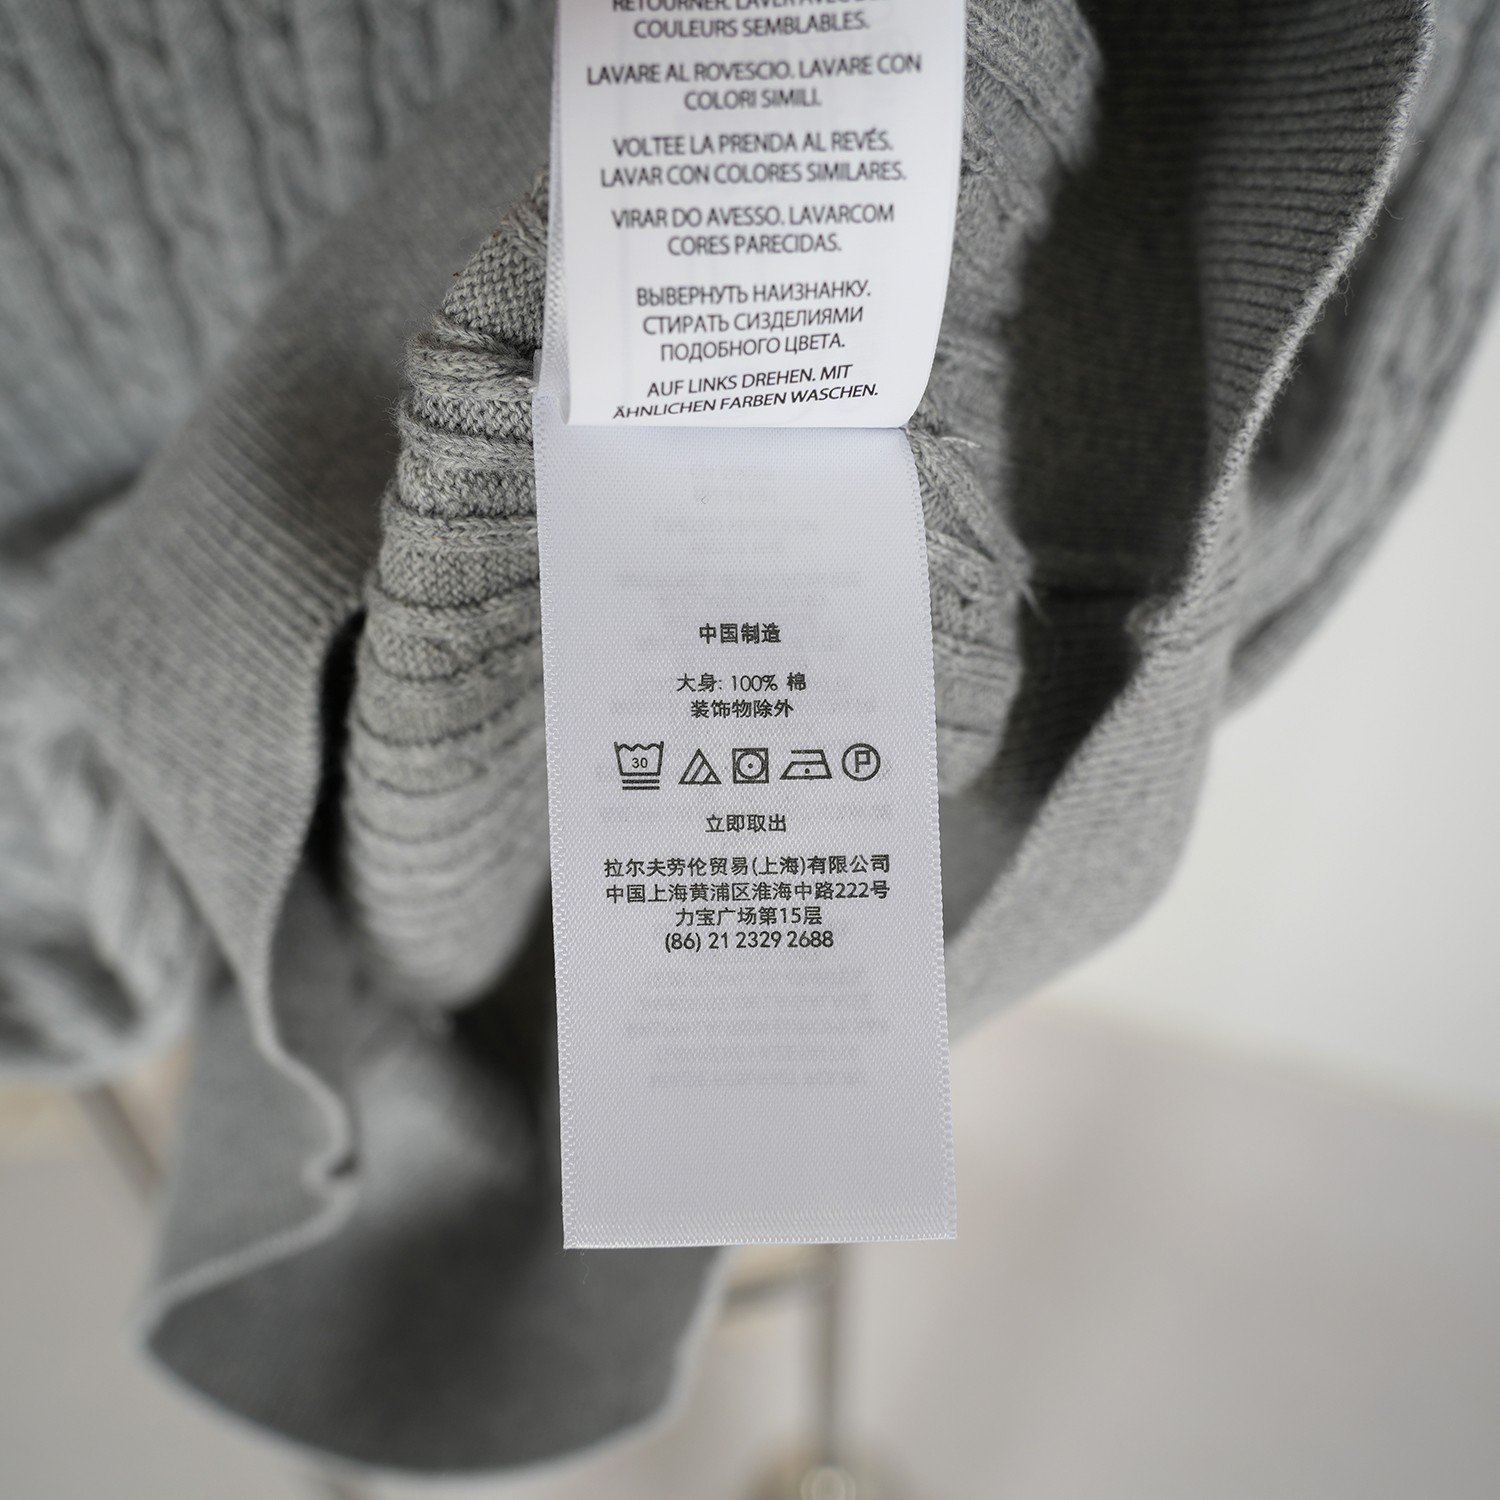 RETOURNER. LAVER AVEC DES
COULEURS SEMBLABLES.
LAVARE AL ROVESCIO. LAVARE CON
COLORI SIMILI.
VOLTEE LA PRENDA AL REVÉS.
LAVAR CON COLORES SIMILARES.
VIRAR DO AVESSO. LAVARCOM
CORES PARECIDAS.
ВЫВЕРНУТЬ НАИЗНАНКУ.
СТИРАТЬ СИЗДЕЛИЯМИ
ПОДОБНОГО ЦВЕТА.
AUF LINKS DREHEN. MIT
ÄHNLICHEN FARBEN WASCHEN.
中国制造
大身: 100% 棉
装饰物除外
30 P
立即取出
拉尔夫劳伦贸易(上海)有限公司
中国上海黄浦区淮海中路222号
力宝广场第15层
(86) 21 2329 2688